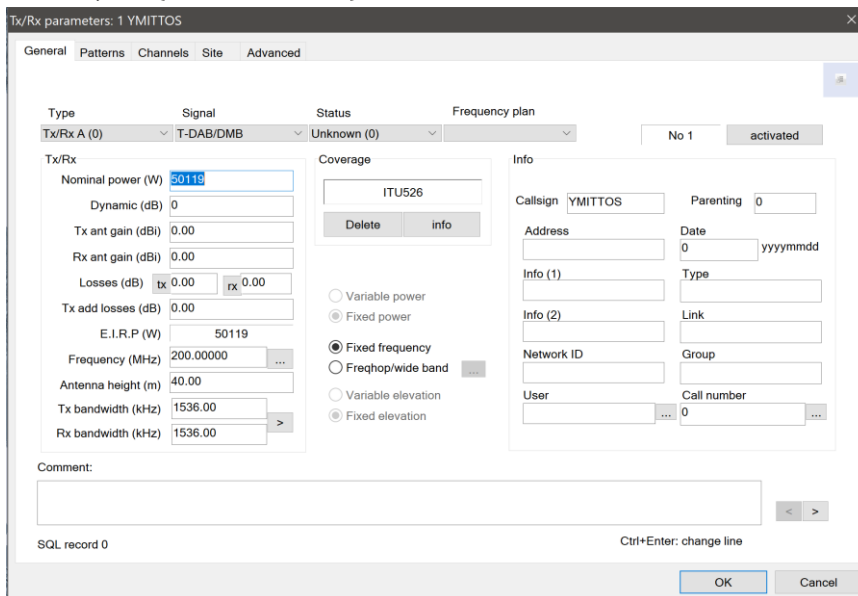 Tx/Rx parameters: 1 YMITTOS ×
General Patterns Channels Site Advanced
Type Signal Status Frequency plan
Tx/Rx A (0) T-DAB/DMB Unknown (0) No 1 activated
Tx/Rx
Nominal power (W) 50119
Dynamic (dB) 0
Tx ant gain (dBi) 0.00
Rx ant gain (dBi) 0.00
Losses (dB) tx 0.00 rx 0.00
Tx add losses (dB) 0.00
E.I.R.P (W) 50119
Frequency (MHz) 200.00000 ...
Antenna height (m) 40.00
Tx bandwidth (kHz) 1536.00
Rx bandwidth (kHz) 1536.00
>
Coverage
ITU526
Delete info
Variable power
Fixed power
Fixed frequency
Freqhop/wide band ...
Variable elevation
Fixed elevation
Info
Callsign YMITTOS Parenting 0
Address Date
0 yyyymmdd
Info (1) Type
Info (2) Link
Network ID Group
User Call number
... 0 ...
Comment:
< >
SQL record 0 Ctrl+Enter: change line
OK Cancel